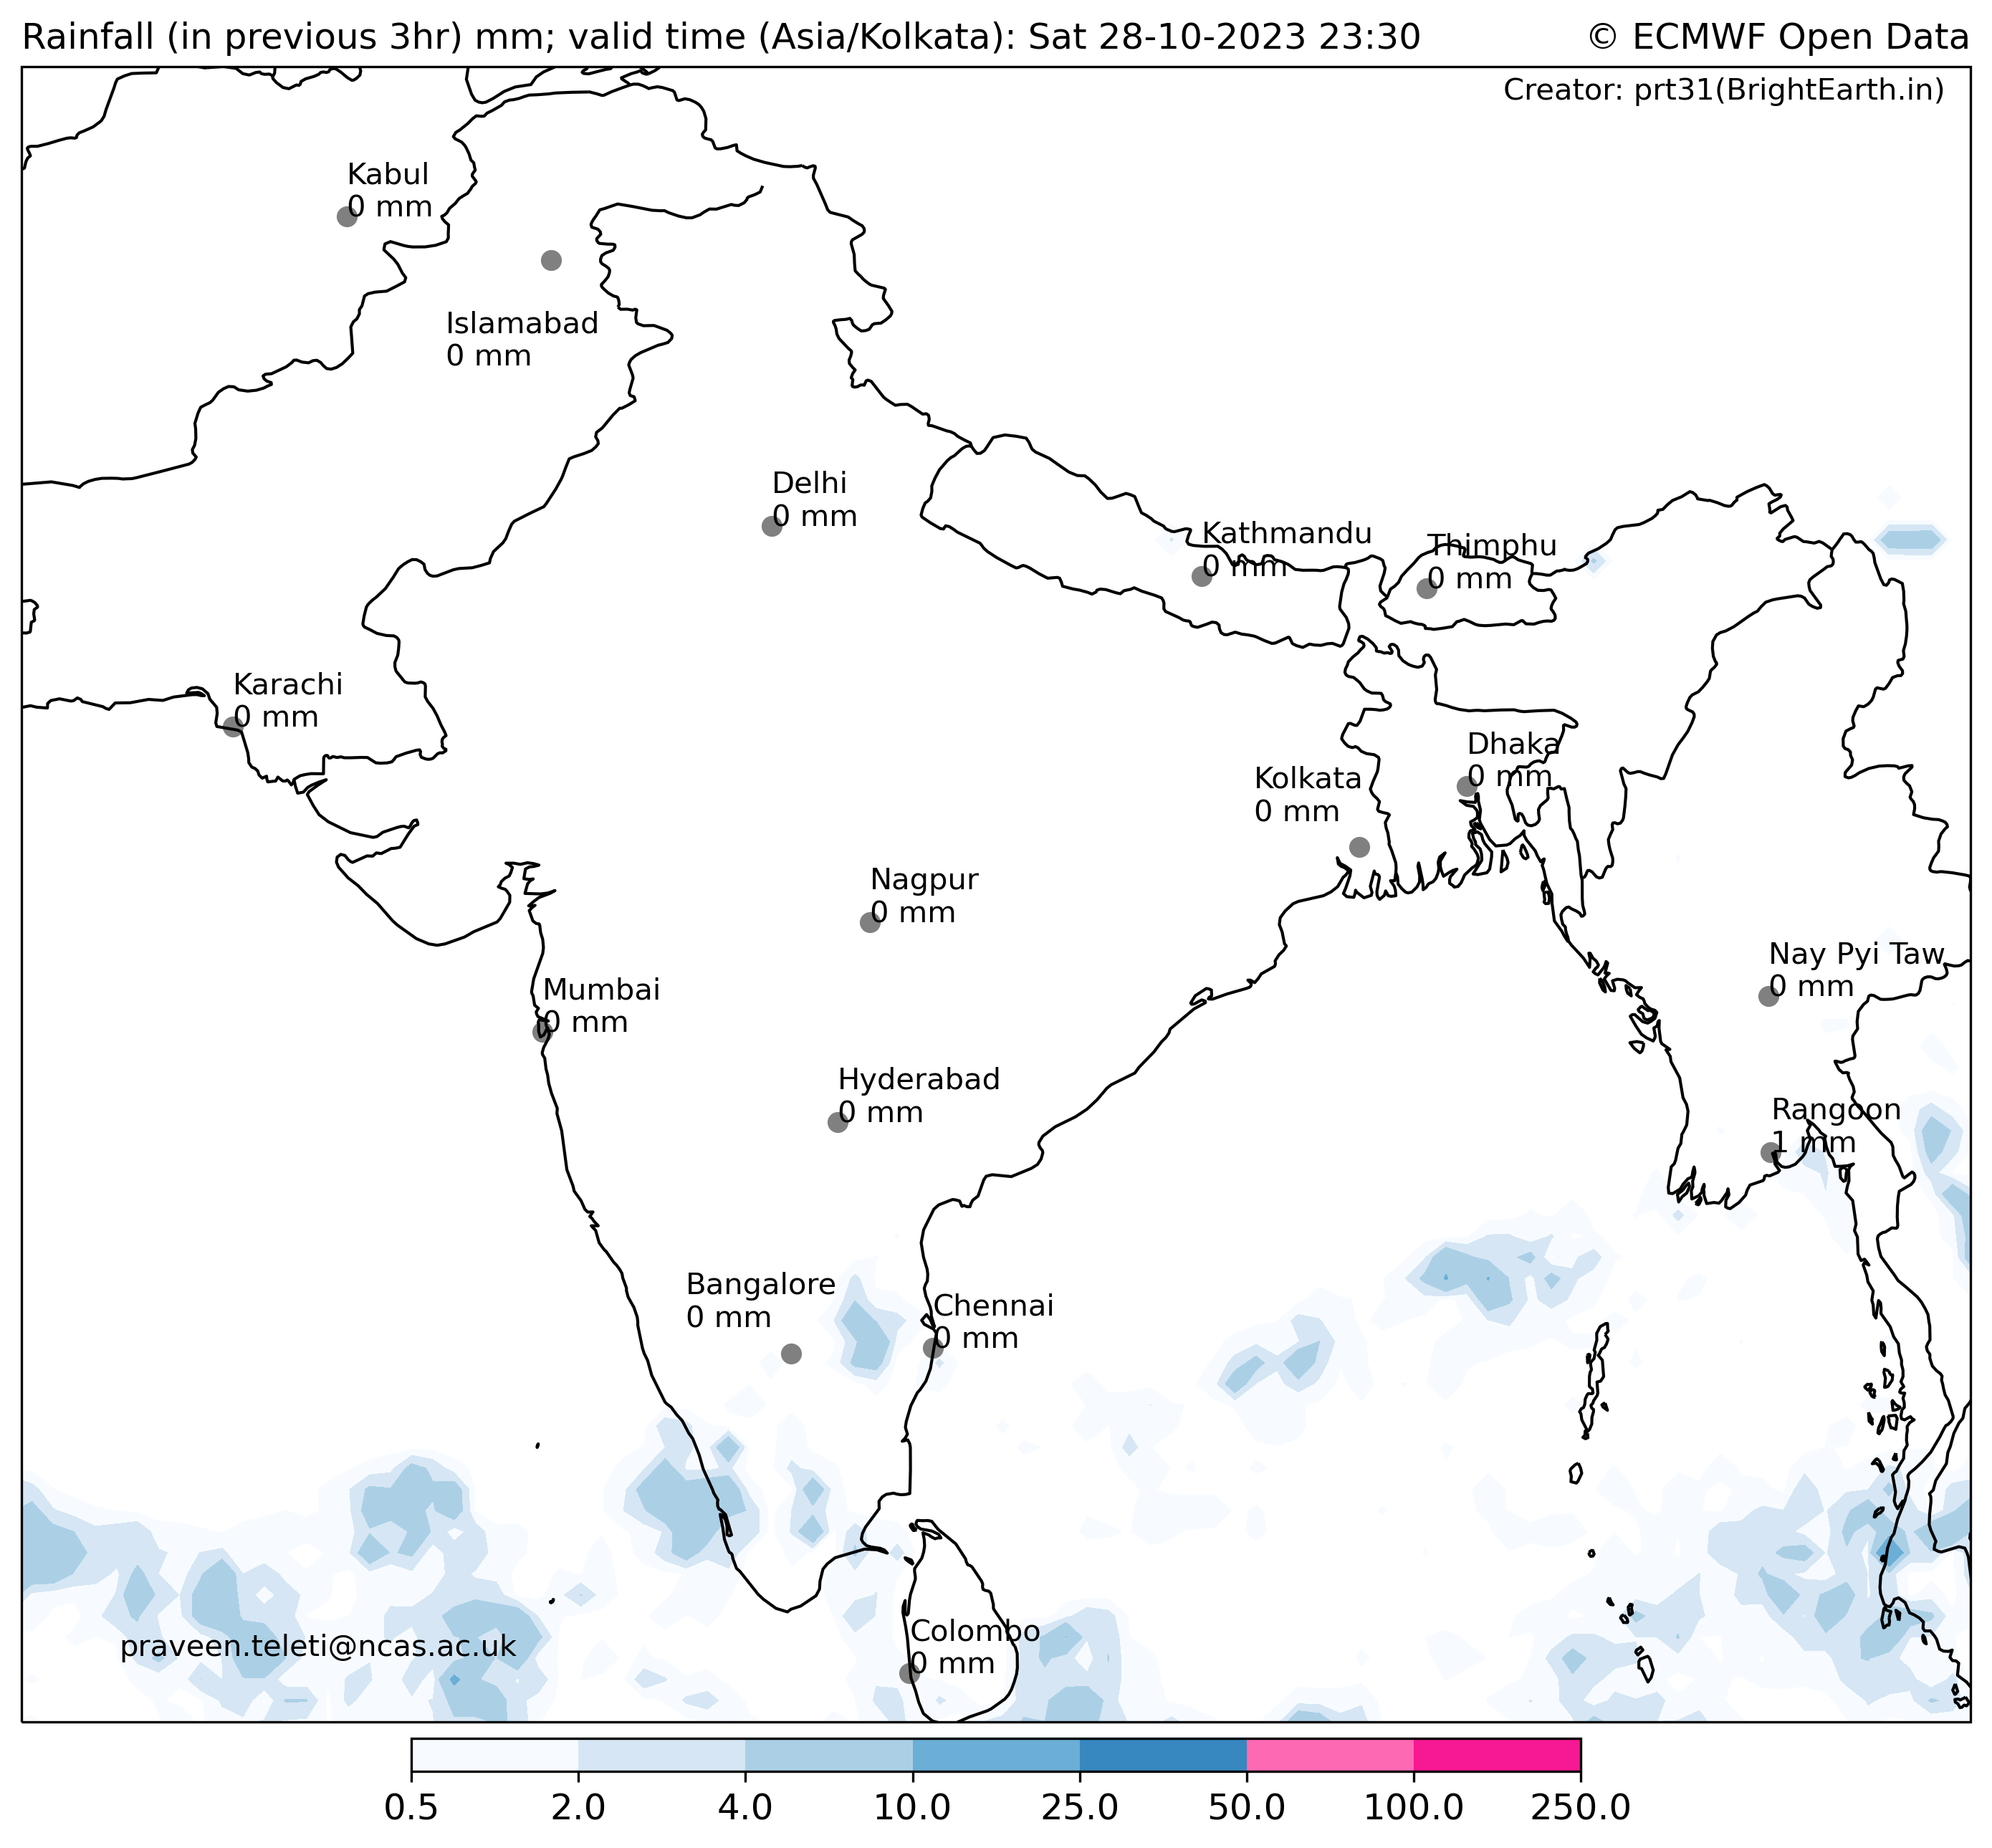 Rainfall (in previous 3hr) mm; valid time (Asia/Kolkata): Sat 28-10-2023 23:30
© ECMWF Open Data
Creator: prt31(BrightEarth.in)
Kabul
0 mm
Islamabad
0 mm
Delhi
0 mm
Kathmandu
0 mm
Thimphu
0 mm
Karachi
0 mm
Dhaka
0 mm
Kolkata
0 mm
Nagpur
0 mm
Nay Pyi Taw
0 mm
Mumbai
0 mm
Hyderabad
0 mm
Rangoon
1 mm
Bangalore
0 mm
Chennai
0 mm
Colombo
0 mm
praveen.teleti@ncas.ac.uk
0.5 2.0 4.0 10.0 25.0 50.0 100.0 250.0